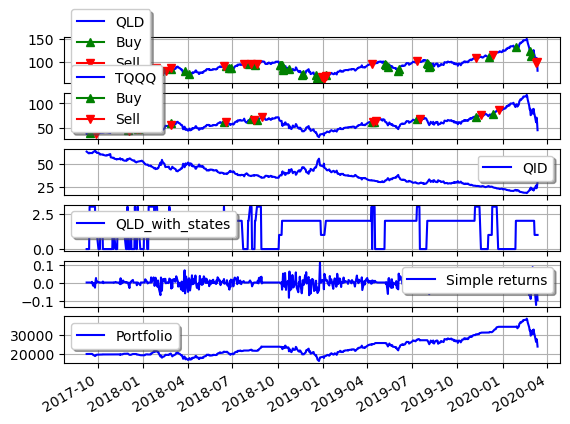 QLD
Buy
Sell
150
100
TQQQ
Buy
Sell
100
50
50
25
QID
2.5
0.0
QLD_with_states
0.1
0.0
−0.1
Simple returns
30000
20000
Portfolio
2017-10 2018-01 2018-04 2018-07 2018-10 2019-01 2019-04 2019-07 2019-10 2020-01 2020-04